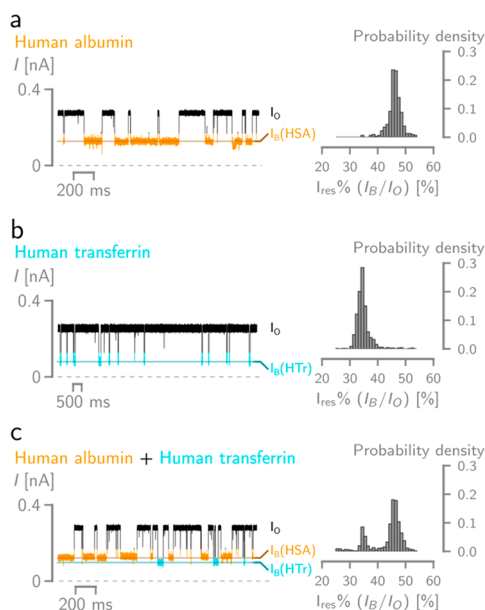 a
Human albumin
I [nA]
0.4
0
I_O
I_B(HSA)
200 ms
Probability density
0.3
0.2
0.1
0.0
20 30 40 50 60
I_res% (I_B/I_O) [%]
b
Human transferrin
I [nA]
0.4
0
I_O
I_B(HTr)
500 ms
Probability density
0.3
0.2
0.1
0.0
20 30 40 50 60
I_res% (I_B/I_O) [%]
c
Human albumin + Human transferrin
I [nA]
0.4
0
I_O
I_B(HSA)
I_B(HTr)
200 ms
Probability density
0.3
0.2
0.1
0.0
20 30 40 50 60
I_res% (I_B/I_O) [%]